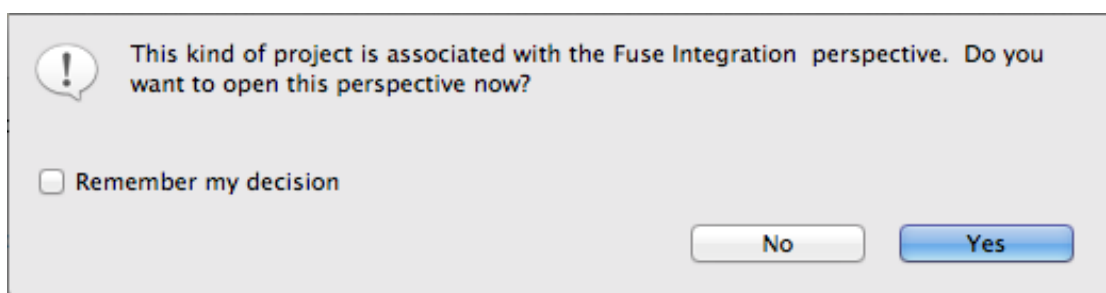 This kind of project is associated with the Fuse Integration  perspective.  Do you
want to open this perspective now?
Remember my decision
No
Yes